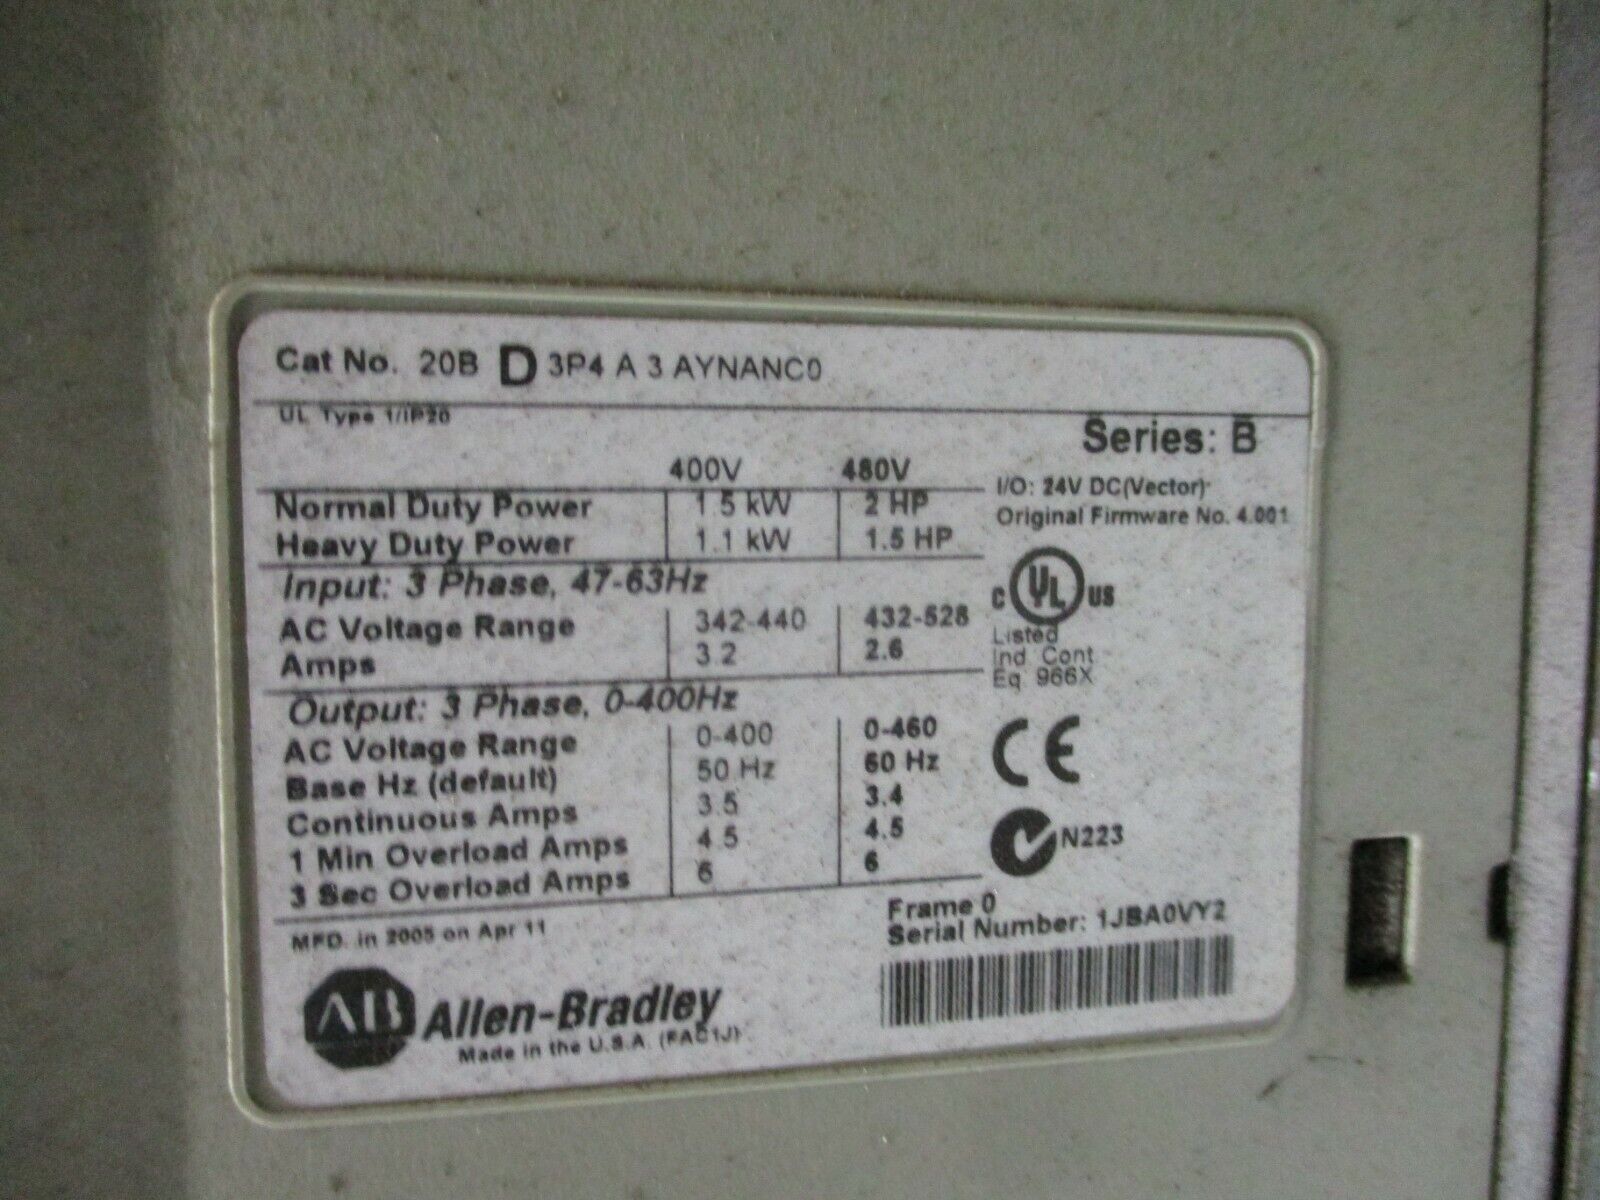 Cat No. 20B D 3P4 A 3 AYNANC0
UL Type 1/IP20
Series: B
400V 480V
I/O: 24V DC(Vector)
Original Firmware No. 4.001
Normal Duty Power 1.5 kW 2 HP
Heavy Duty Power 1.1 kW 1.5 HP
Input: 3 Phase, 47-63Hz
AC Voltage Range 342-440 432-528
Amps 3.2 2.6
C UL US
Listed
Ind Cont
Eq 966X
Output: 3 Phase, 0-400Hz
AC Voltage Range 0-400 0-460
Base Hz (default) 50 Hz 60 Hz
Continuous Amps 3.5 3.4
1 Min Overload Amps 4.5 4.5
3 Sec Overload Amps 6 6
CE
N223
MFD. in 2005 on Apr 11
Frame 0
Serial Number: 1JBA0VY2
AB Allen-Bradley
Made in the U.S.A. (FAC1J)